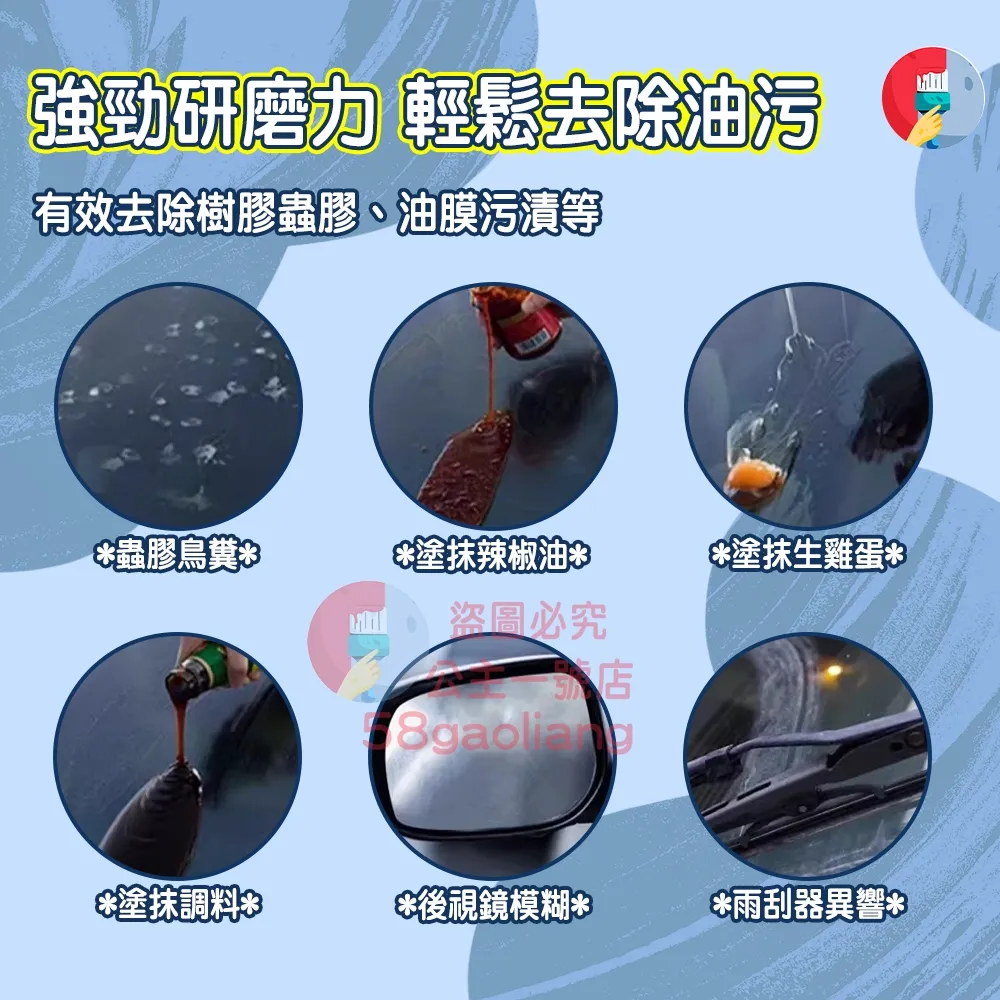 強勁研磨力 輕鬆去除油污
有效去除樹膠蟲膠、油膜污漬等
*蟲膠鳥糞*
*塗抹辣椒油*
*塗抹生雞蛋*
盜圖必究
公主一號店
58gaoliang
*塗抹調料*
*後視鏡模糊*
*雨刮器異響*